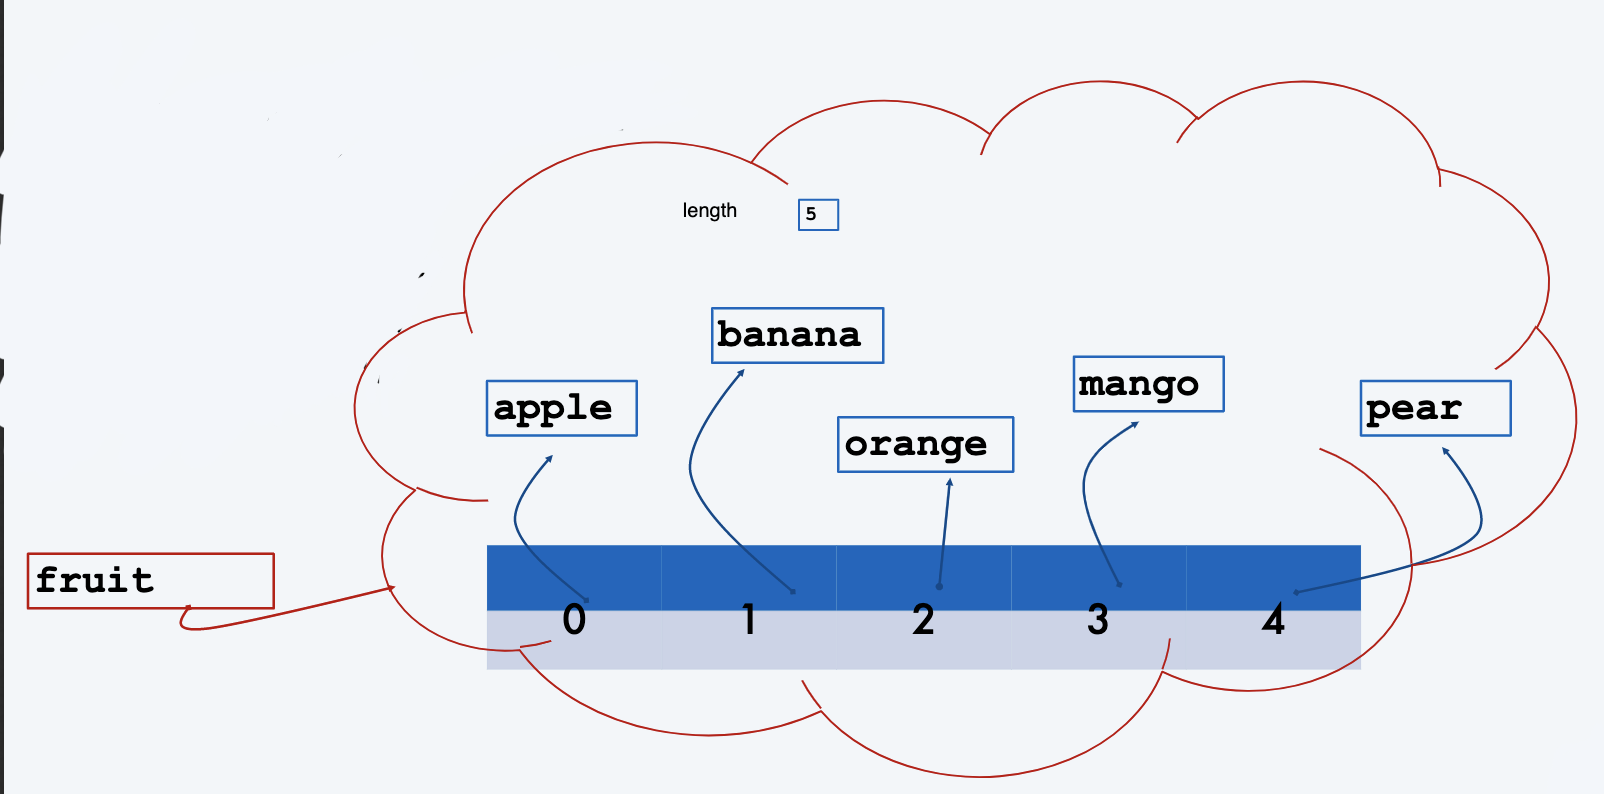 length 5
banana
mango
apple
pear
orange
fruit
0 1 2 3 4